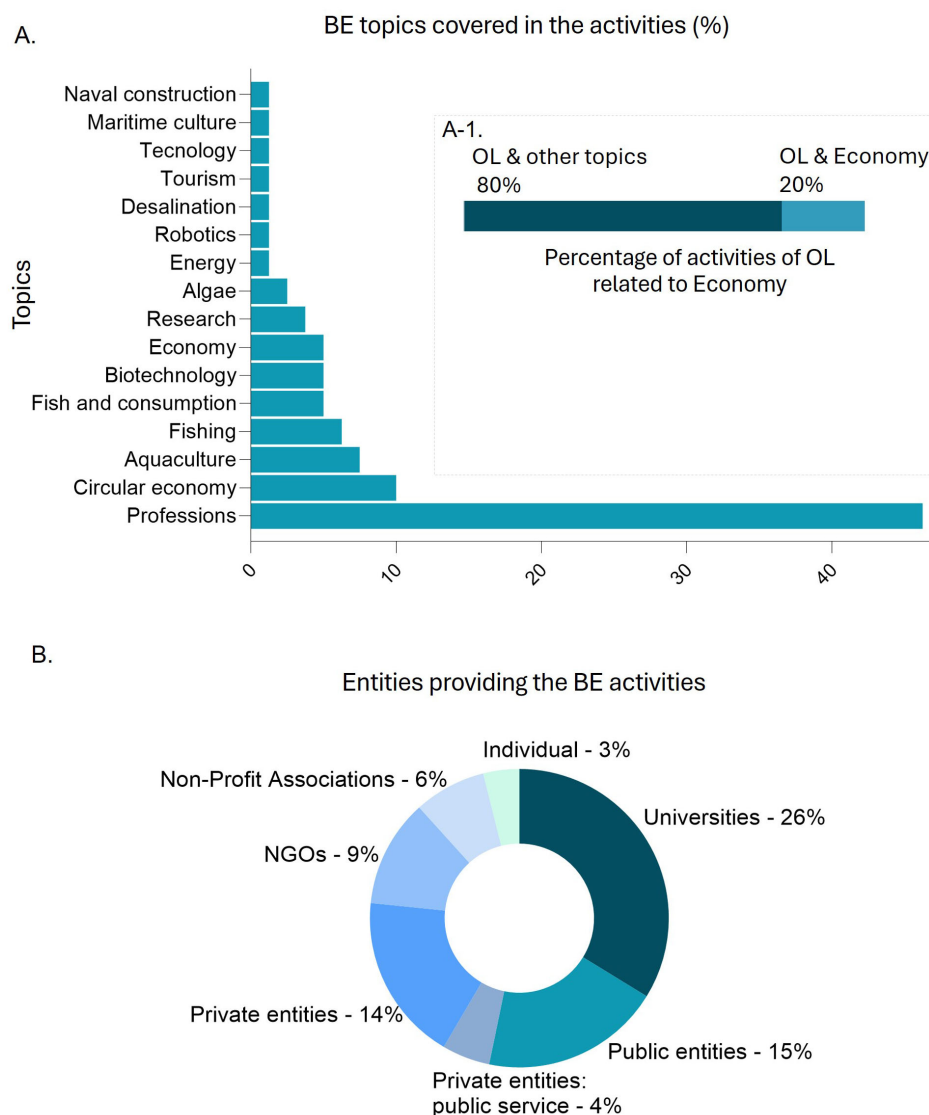 A.
BE topics covered in the activities (%)
Topics
Naval construction
Maritime culture
Tecnology
Tourism
Desalination
Robotics
Energy
Algae
Research
Economy
Biotechnology
Fish and consumption
Fishing
Aquaculture
Circular economy
Professions
0
10
20
30
40
A-1.
OL & other topics
80%
OL & Economy
20%
Percentage of activities of OL
related to Economy
B.
Entities providing the BE activities
Individual - 3%
Non-Profit Associations - 6%
Universities - 26%
NGOs - 9%
Private entities - 14%
Public entities - 15%
Private entities:
public service - 4%